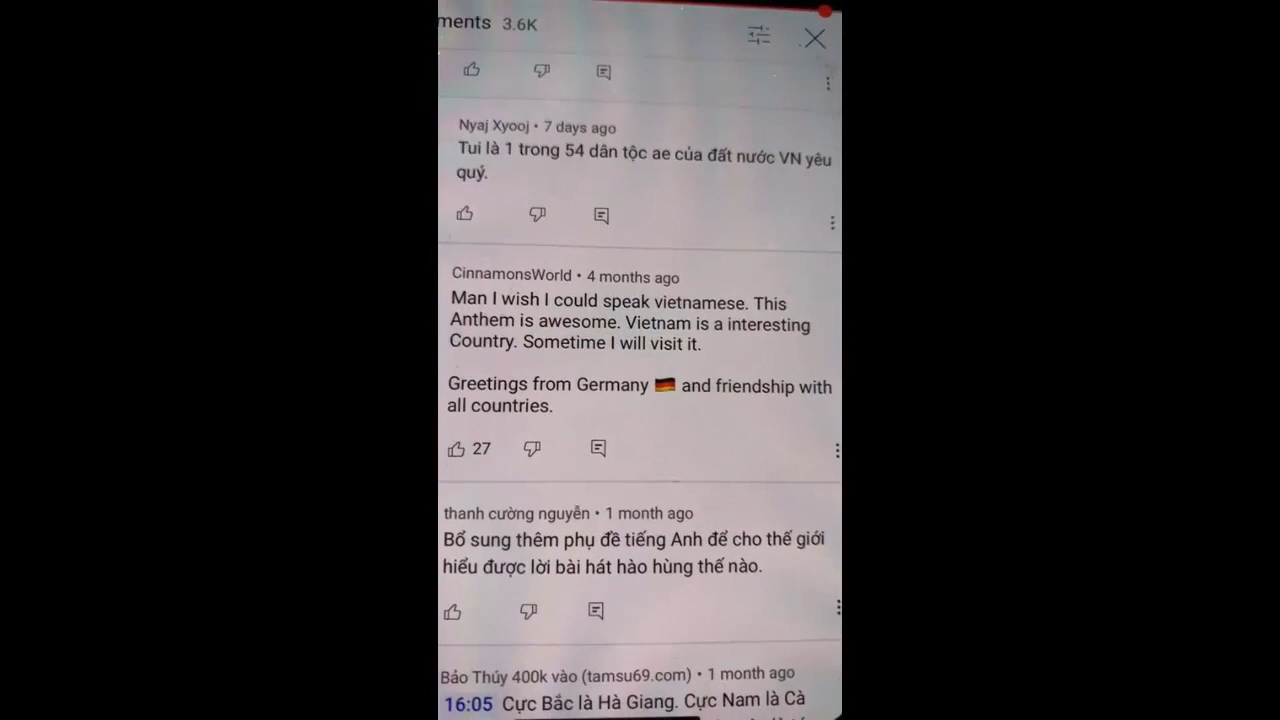 ments 3.6K
Nyaj Xyooj • 7 days ago
Tui là 1 trong 54 dân tộc ae của đất nước VN yêu
quý.
CinnamonsWorld • 4 months ago
Man I wish I could speak vietnamese. This
Anthem is awesome. Vietnam is a interesting
Country. Sometime I will visit it.
Greetings from Germany 🇩🇪 and friendship with
all countries.
27
thanh cường nguyễn • 1 month ago
Bổ sung thêm phụ đề tiếng Anh để cho thế giới
hiểu được lời bài hát hào hùng thế nào.
Bảo Thúy 400k vào (tamsu69.com) • 1 month ago
16:05 Cực Bắc là Hà Giang. Cực Nam là Cà